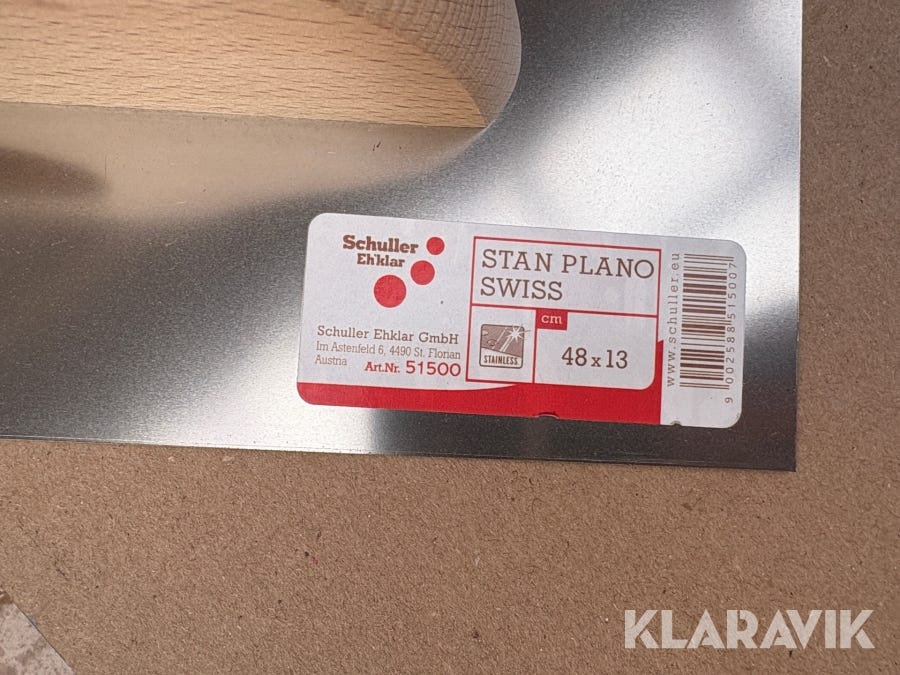 Schuller
Eh'klar
Schuller Ehklar GmbH
Im Astenfeld 6, 4490 St. Florian
Austria
Art.Nr. 51500
STAN PLANO
SWISS
STAINLESS
cm
48 x 13
www.schuller.eu
9 002588 515007
KLARAVIK